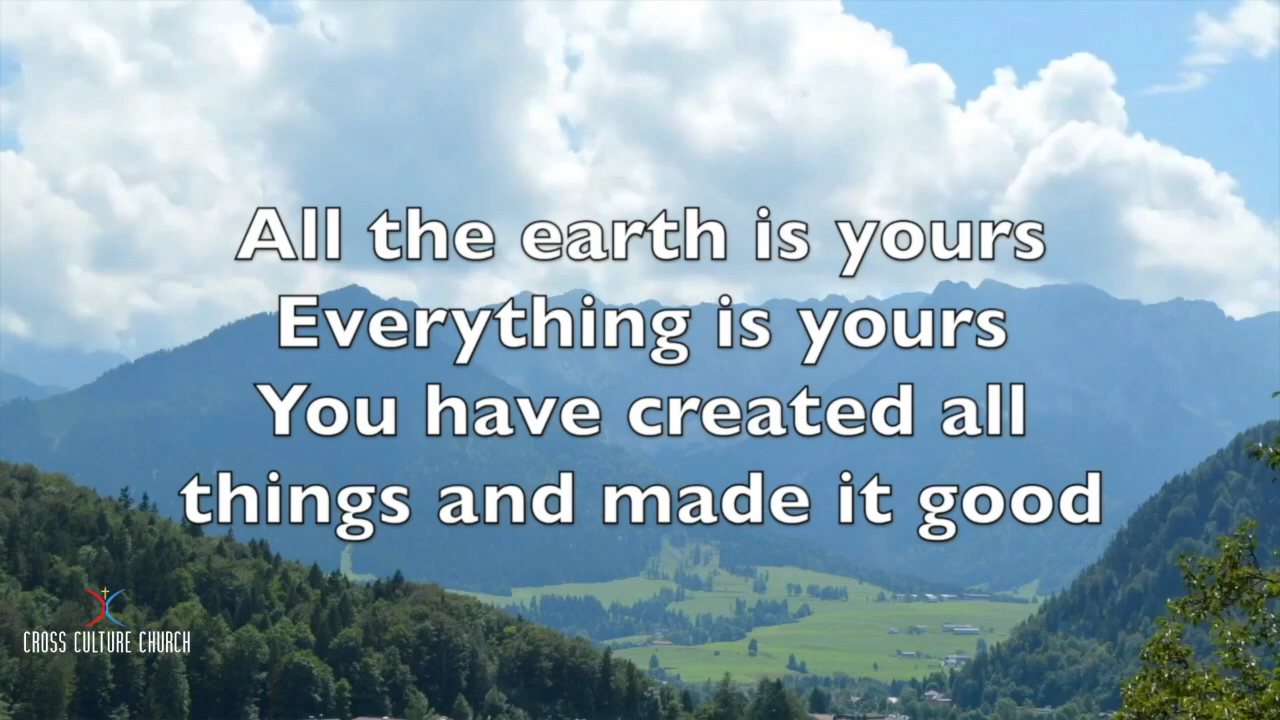 All the earth is yours
Everything is yours
You have created all
things and made it good
CROSS CULTURE CHURCH